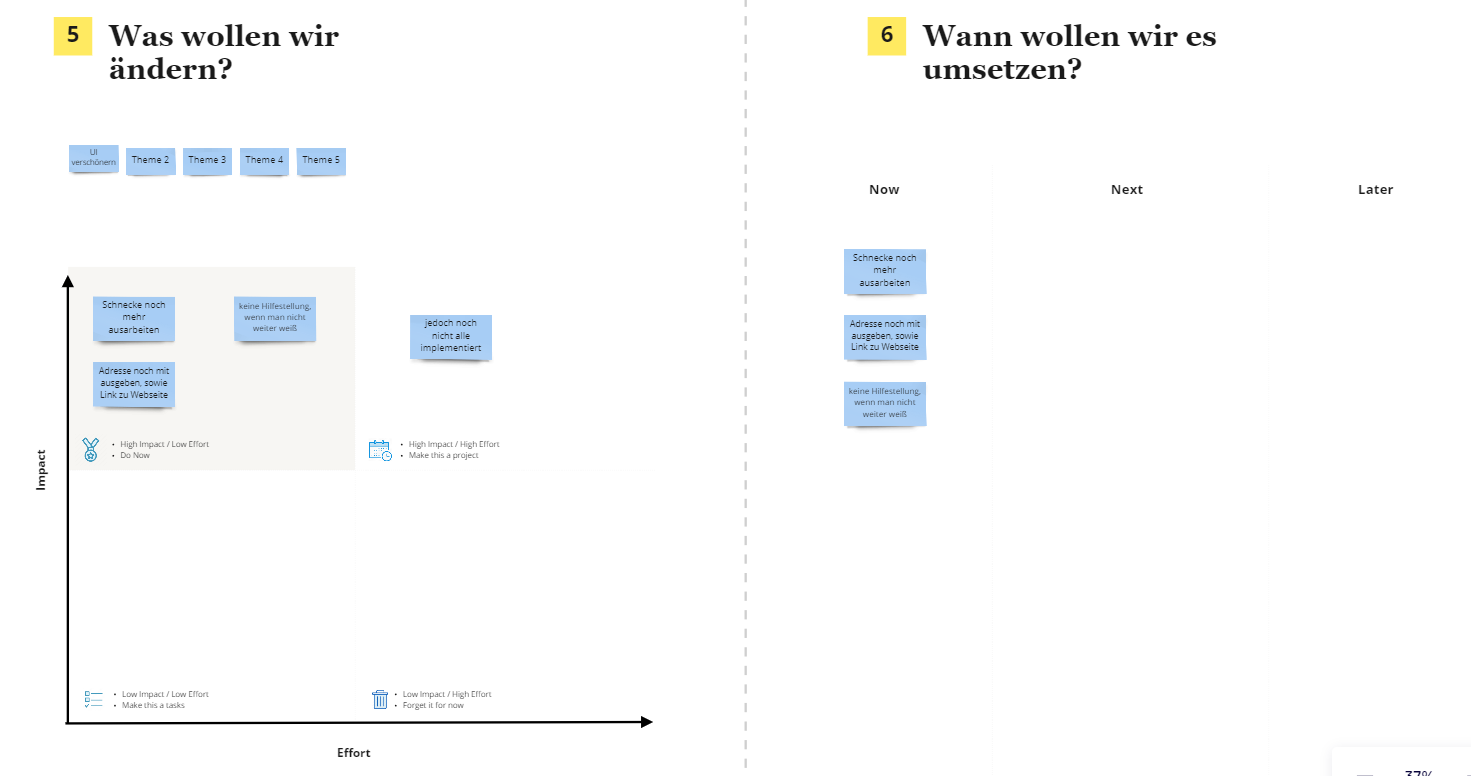 5
Was wollen wir
ändern?
UI
verschönern
Theme 2
Theme 3
Theme 4
Theme 5
Schnecke noch
mehr
ausarbeiten
keine Hilfestellung,
wenn man nicht
weiter weiß
jedoch noch
nicht alle
implementiert
Adresse noch mit
ausgeben, sowie
Link zu Webseite
• High Impact / Low Effort
• Do Now
• High Impact / High Effort
• Make this a project
Impact
• Low Impact / Low Effort
• Make this a tasks
• Low Impact / High Effort
• Forget it for now
Effort
6
Wann wollen wir es
umsetzen?
Now
Next
Later
Schnecke noch
mehr
ausarbeiten
Adresse noch mit
ausgeben, sowie
Link zu Webseite
keine Hilfestellung,
wenn man nicht
weiter weiß
37%